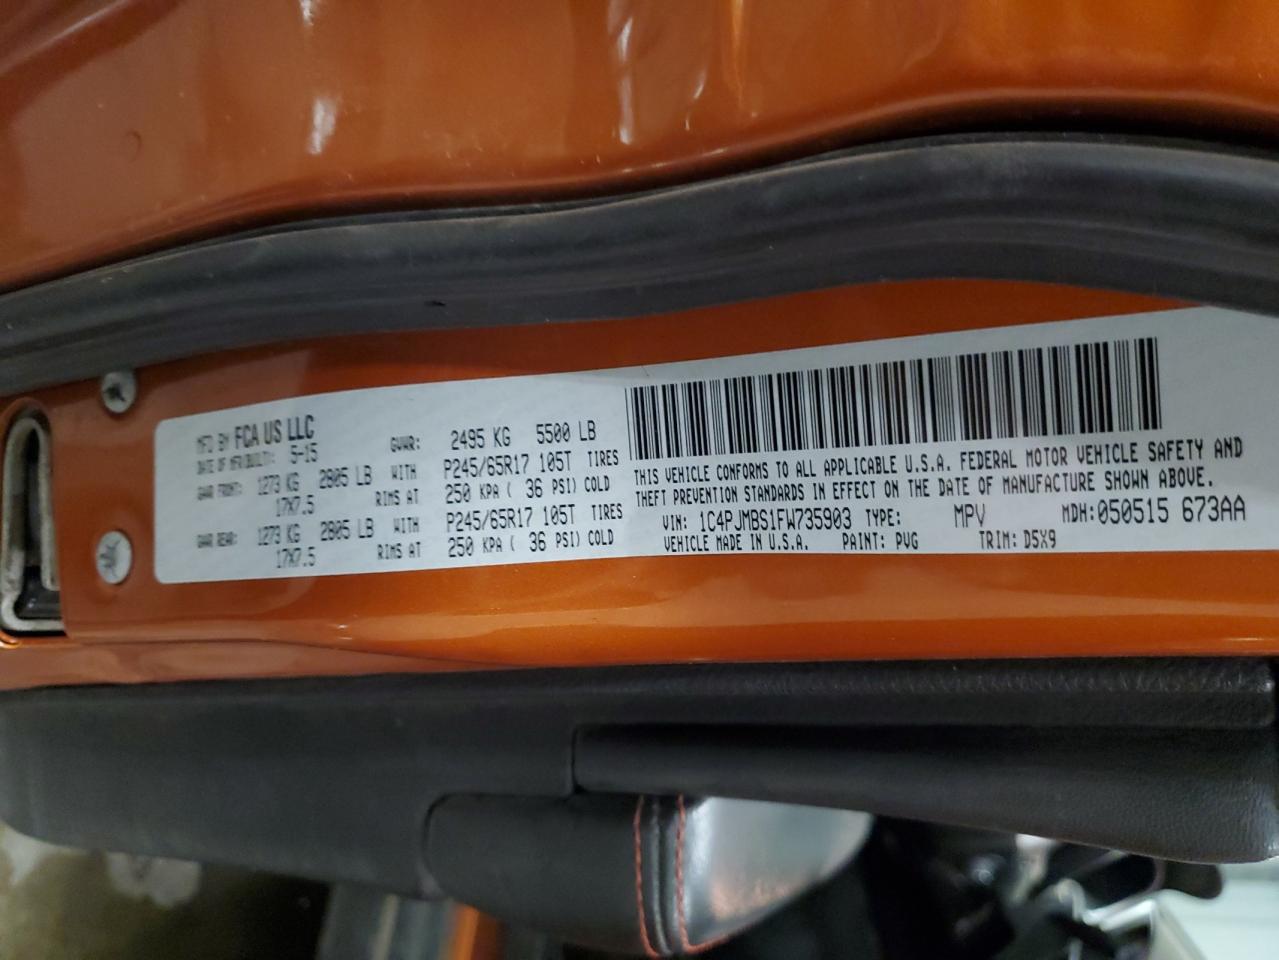 MFD BY FCA US LLC
DATE OF MFR/BUILT: 5-15 GVWR: 2495 KG 5500 LB
GAWR FRONT: 1273 KG 2805 LB WITH P245/65R17 105T TIRES
17X7.5 RIMS AT 250 KPA ( 36 PSI) COLD
GAWR REAR: 1273 KG 2805 LB WITH P245/65R17 105T TIRES
17X7.5 RIMS AT 250 KPA ( 36 PSI) COLD
THIS VEHICLE CONFORMS TO ALL APPLICABLE U.S.A. FEDERAL MOTOR VEHICLE SAFETY AND
THEFT PREVENTION STANDARDS IN EFFECT ON THE DATE OF MANUFACTURE SHOWN ABOVE.
VIN: 1C4PJMBS1FW735903 TYPE: MPV MDH: 050515 673AA
VEHICLE MADE IN U.S.A. PAINT: PVG TRIM: D5X9